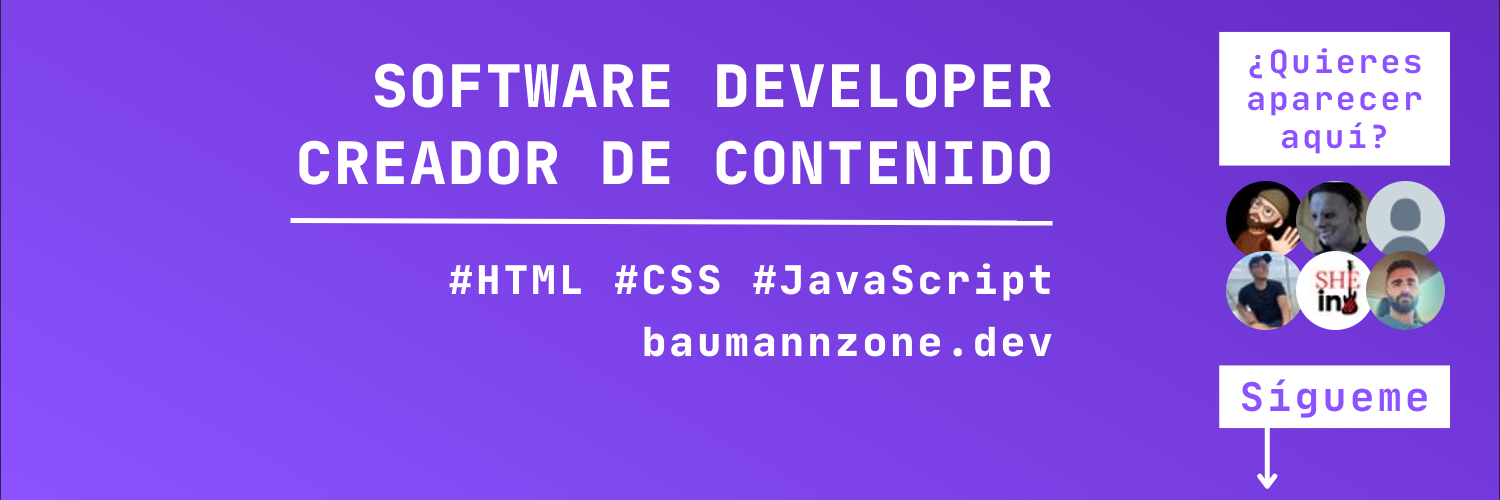 SOFTWARE DEVELOPER
CREADOR DE CONTENIDO
#HTML #CSS #JavaScript
baumannzone.dev
¿Quieres
aparecer
aquí?
SHE
in
Sígueme